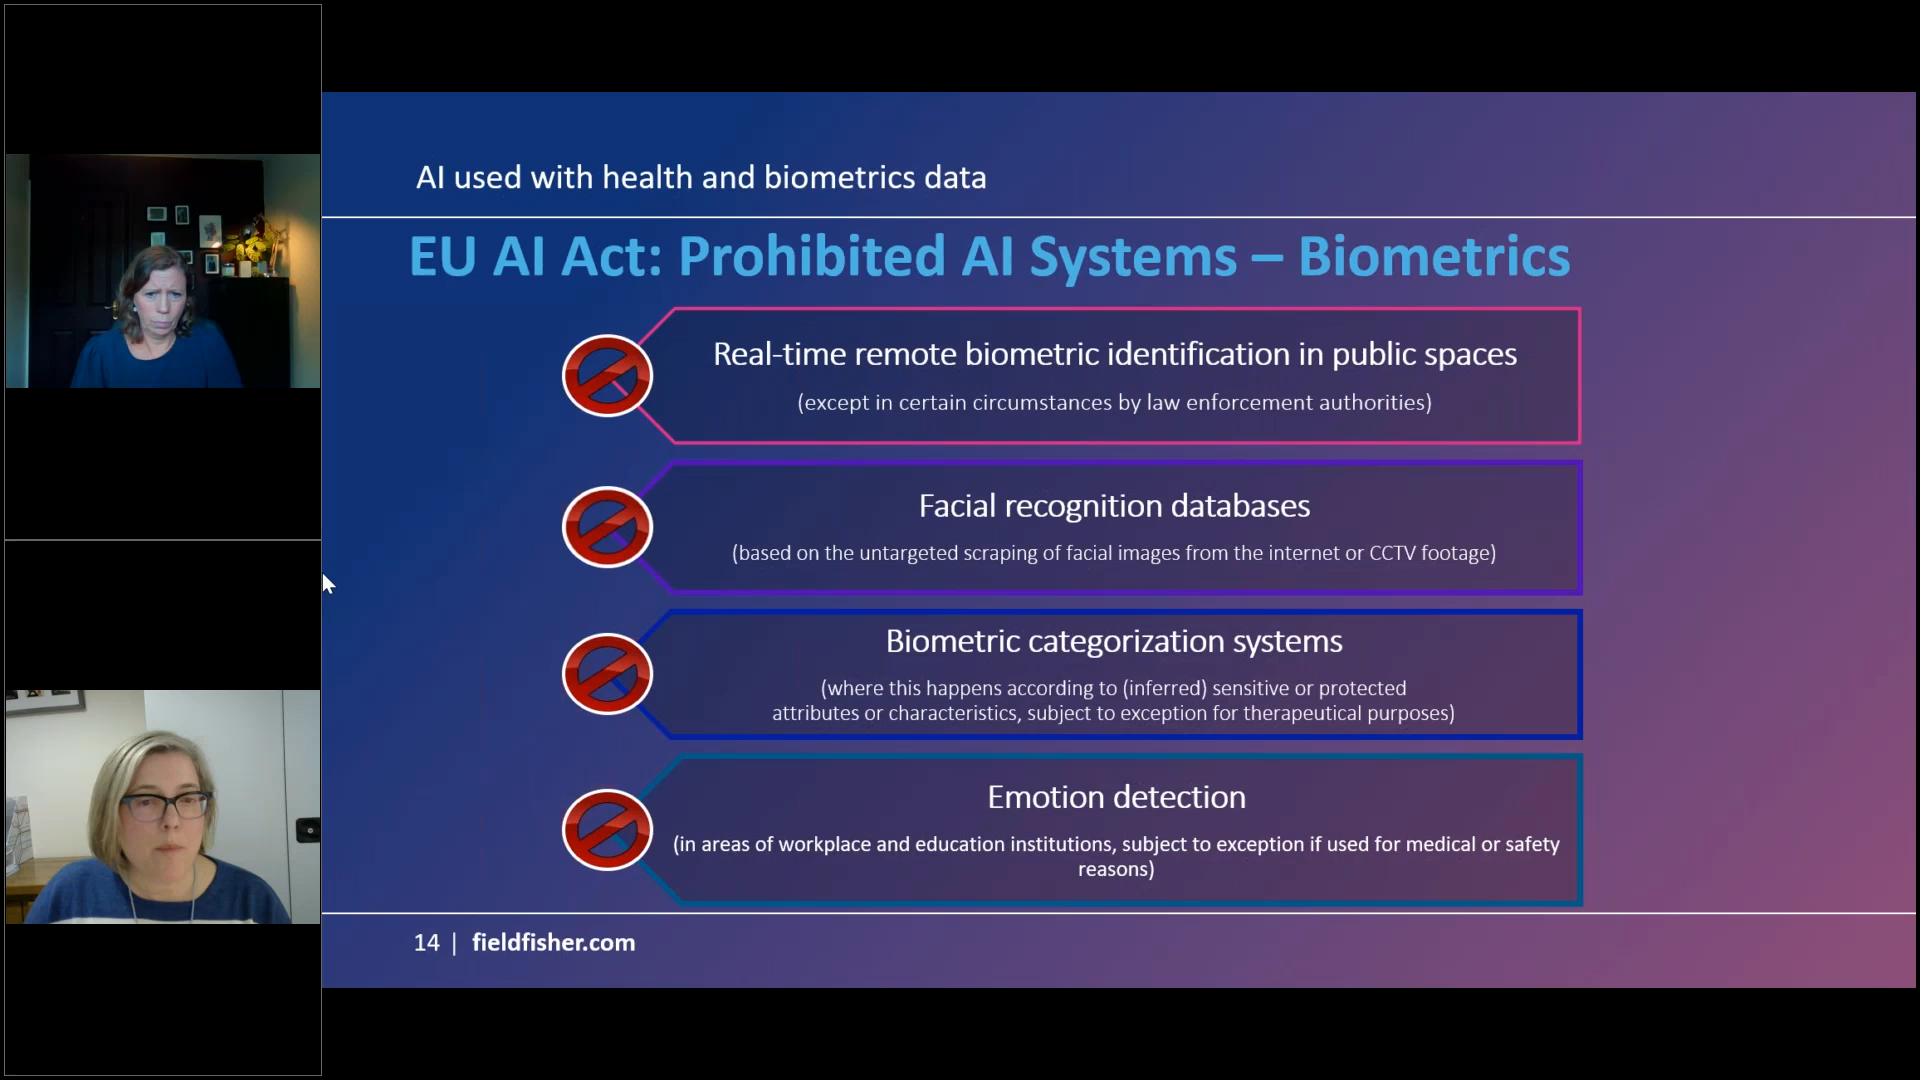 AI used with health and biometrics data
EU AI Act: Prohibited AI Systems – Biometrics
Real-time remote biometric identification in public spaces
(except in certain circumstances by law enforcement authorities)
Facial recognition databases
(based on the untargeted scraping of facial images from the internet or CCTV footage)
Biometric categorization systems
(where this happens according to (inferred) sensitive or protected
attributes or characteristics, subject to exception for therapeutical purposes)
Emotion detection
(in areas of workplace and education institutions, subject to exception if used for medical or safety
reasons)
14 | fieldfisher.com